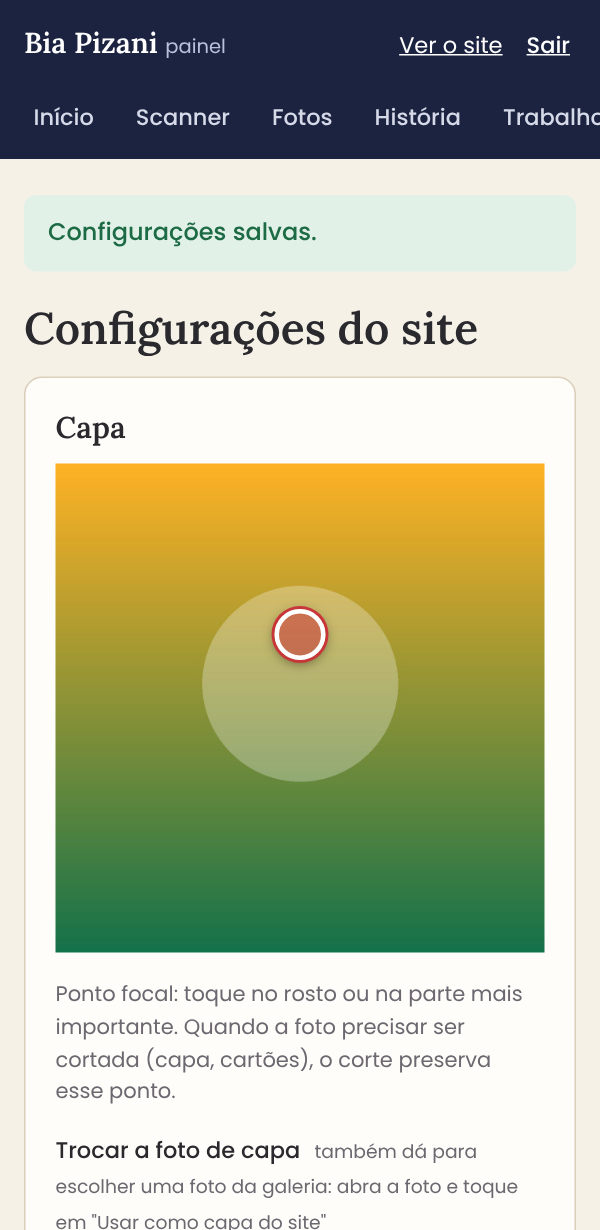 Bia Pizani painel
Ver o site Sair
Início Scanner Fotos História Trabalho
Configurações salvas.
Configurações do site
Capa
Ponto focal: toque no rosto ou na parte mais
importante. Quando a foto precisar ser
cortada (capa, cartões), o corte preserva
esse ponto.
Trocar a foto de capa também dá para
escolher uma foto da galeria: abra a foto e toque
em "Usar como capa do site"